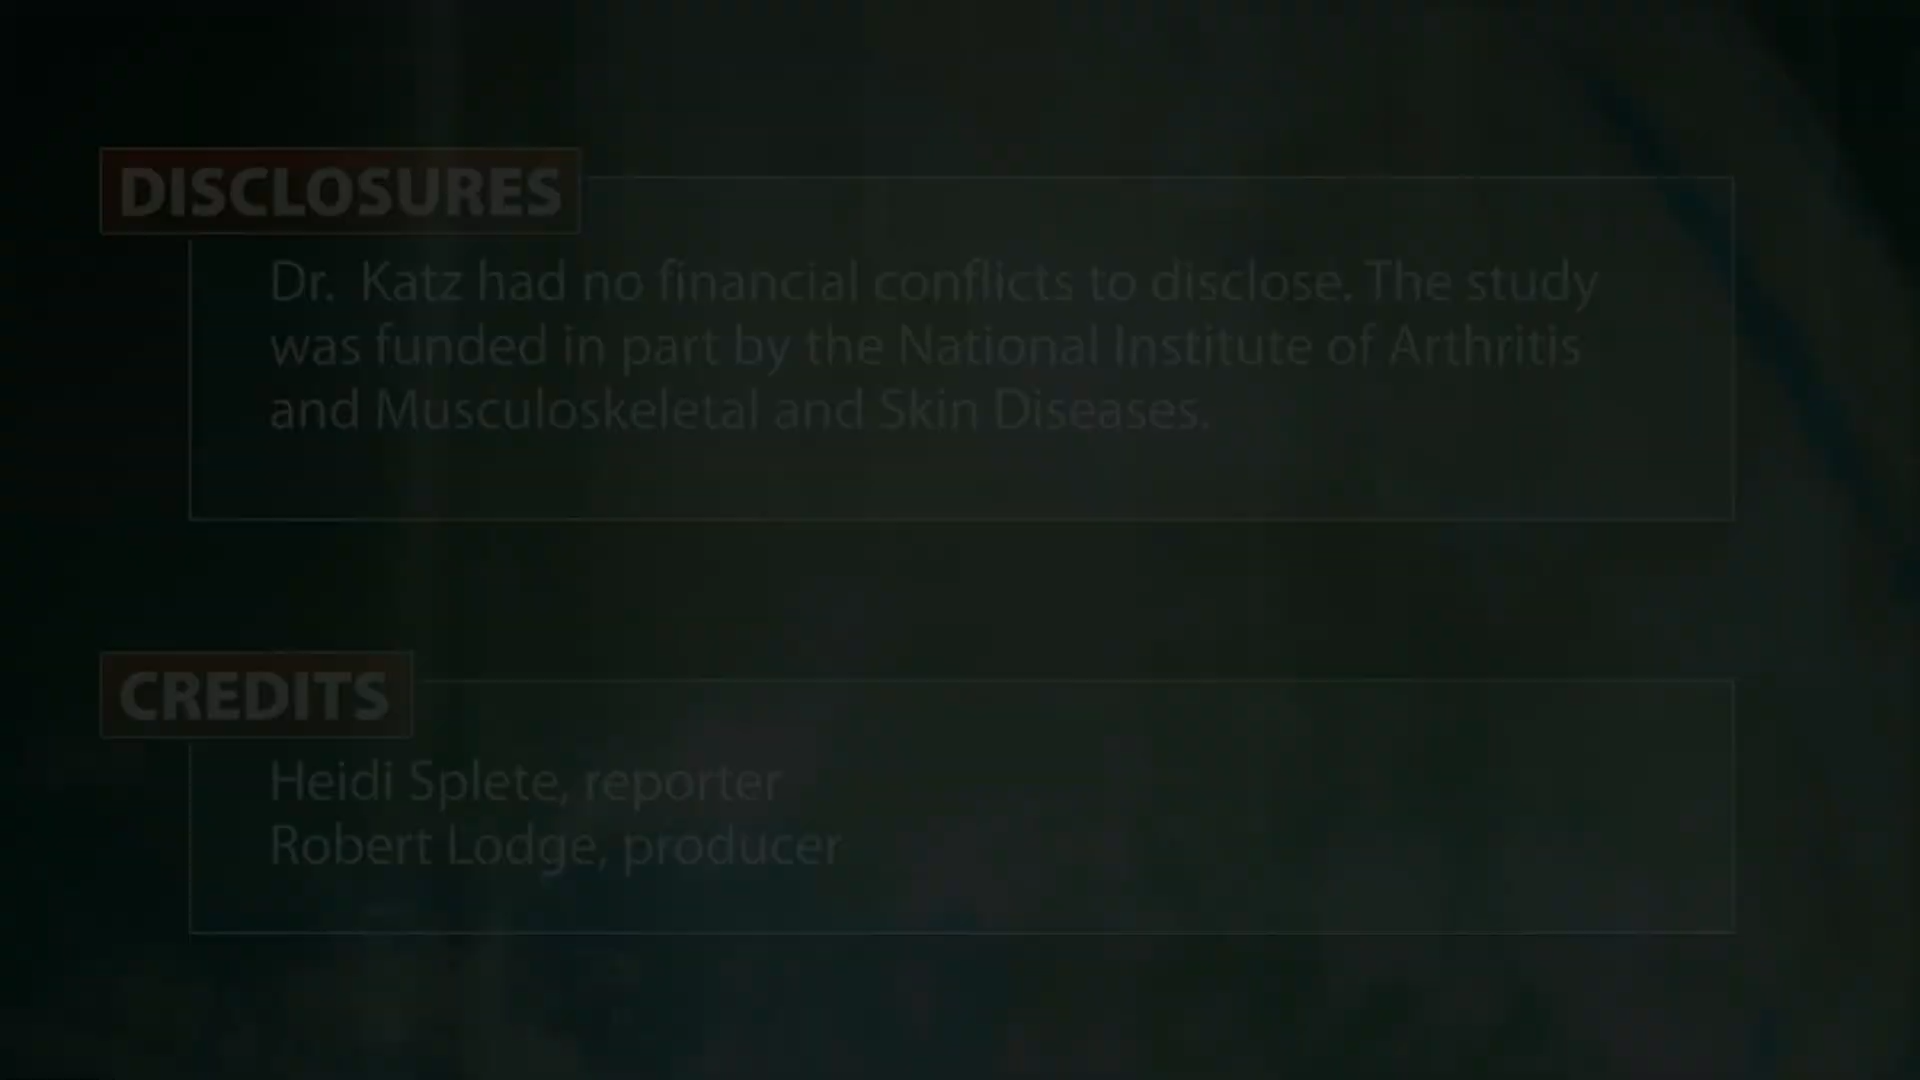 DISCLOSURES
Dr. Katz had no financial conflicts to disclose. The study
was funded in part by the National Institute of Arthritis
and Musculoskeletal and Skin Diseases.
CREDITS
Heidi Splete, reporter
Robert Lodge, producer